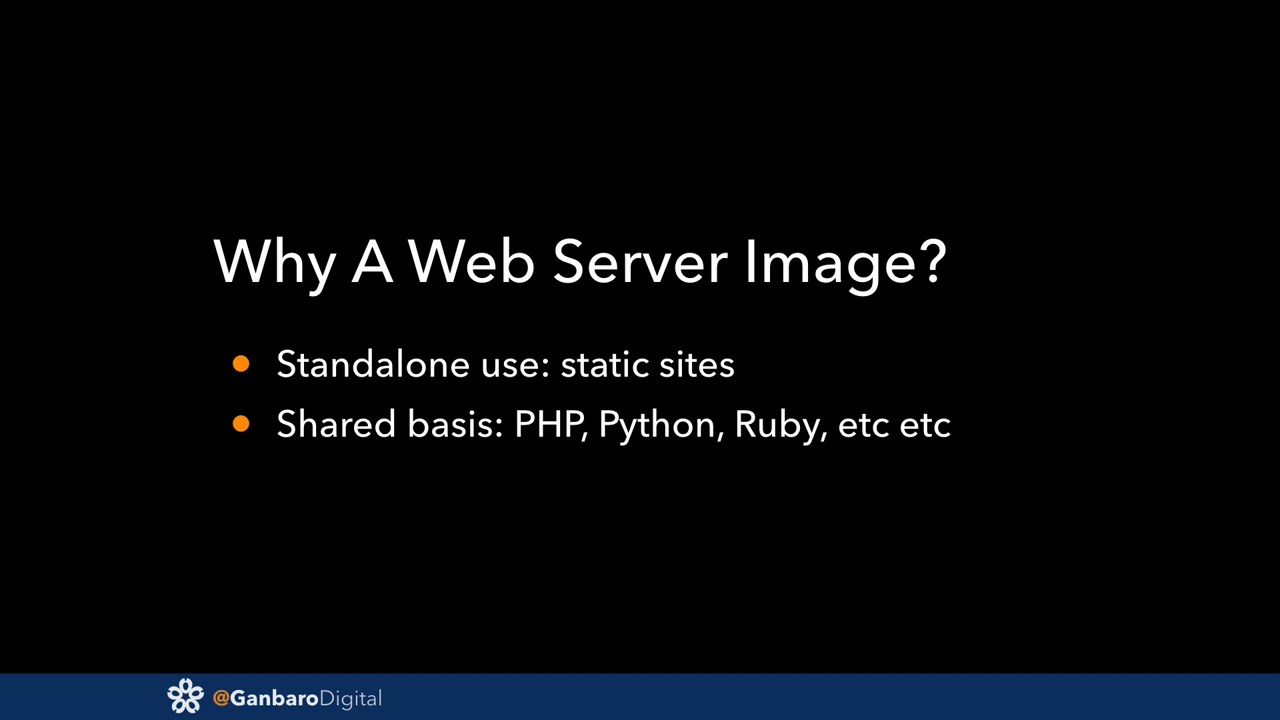 Why A Web Server Image?
Standalone use: static sites
Shared basis: PHP, Python, Ruby, etc etc
@GanbaroDigital